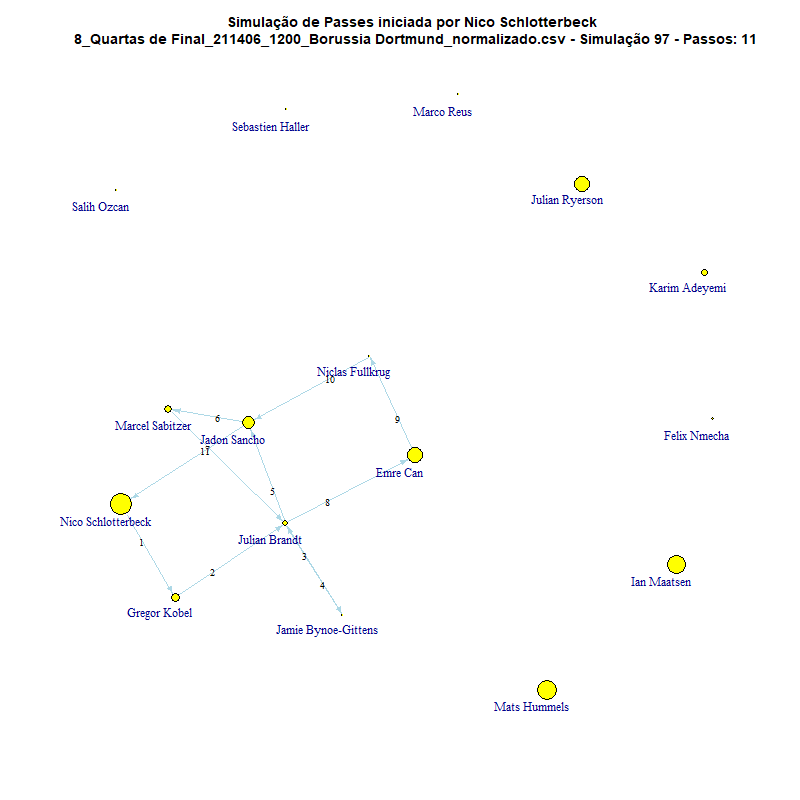 Simulação de Passes iniciada por Nico Schlotterbeck
8_Quartas de Final_211406_1200_Borussia Dortmund_normalizado.csv - Simulação 97 - Passos: 11
Marco Reus
Sebastien Haller
Julian Ryerson
Salih Ozcan
Karim Adeyemi
Niclas Fullkrug
10
6
9
Marcel Sabitzer
Felix Nmecha
Jadon Sancho
11
Emre Can
5
8
Nico Schlotterbeck
Julian Brandt
1
3
2
Ian Maatsen
4
Gregor Kobel
Jamie Bynoe-Gittens
Mats Hummels